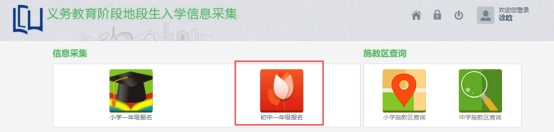 义务教育阶段地段生入学信息采集
欢迎您登录
徐晗
信息采集
施教区查询
小学一年级报名
初中一年级报名
小学施教区查询
中学施教区查询